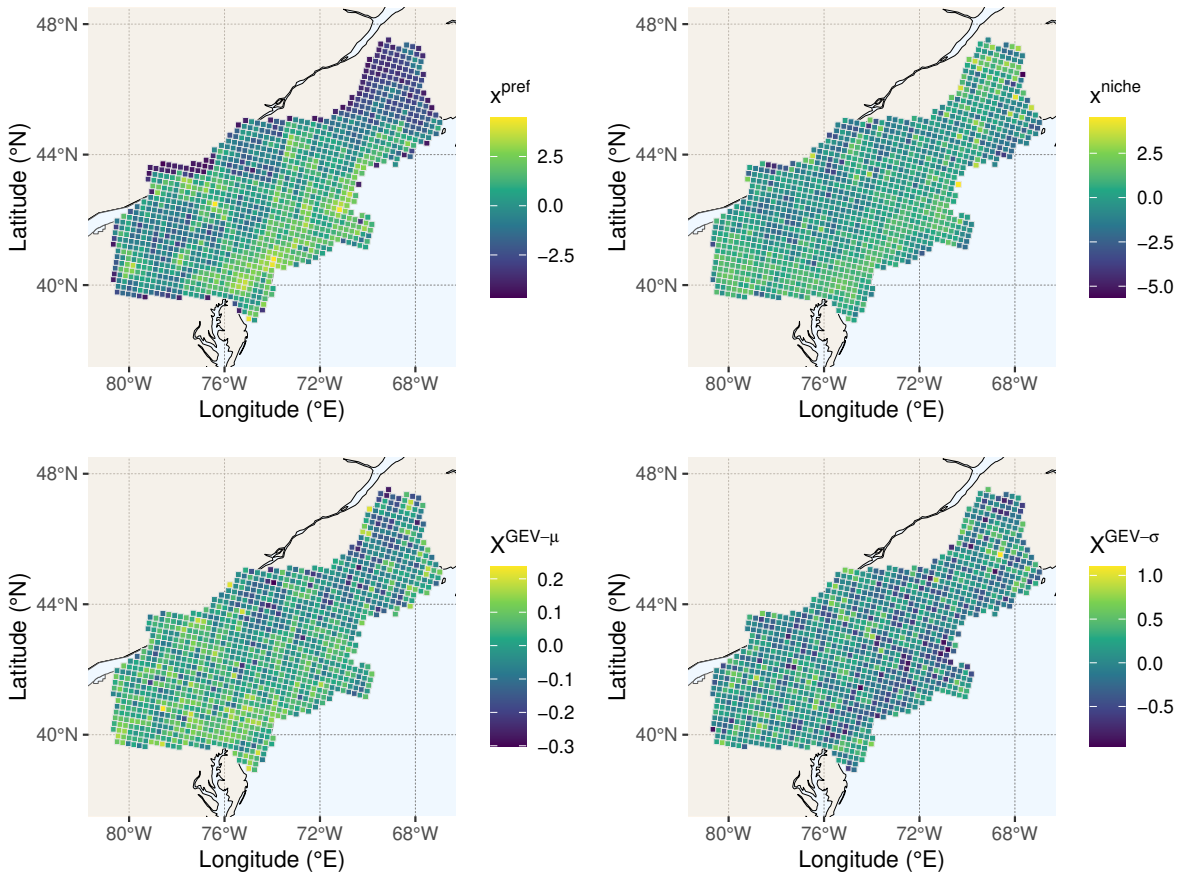 48°N
44°N
40°N
Latitude (°N)
80°W 76°W 72°W 68°W
Longitude (°E)
x^pref
2.5
0.0
−2.5
48°N
44°N
40°N
Latitude (°N)
80°W 76°W 72°W 68°W
Longitude (°E)
x^niche
2.5
0.0
−2.5
−5.0
48°N
44°N
40°N
Latitude (°N)
80°W 76°W 72°W 68°W
Longitude (°E)
X^GEV−μ
0.2
0.1
0.0
−0.1
−0.2
−0.3
48°N
44°N
40°N
Latitude (°N)
80°W 76°W 72°W 68°W
Longitude (°E)
X^GEV−σ
1.0
0.5
0.0
−0.5